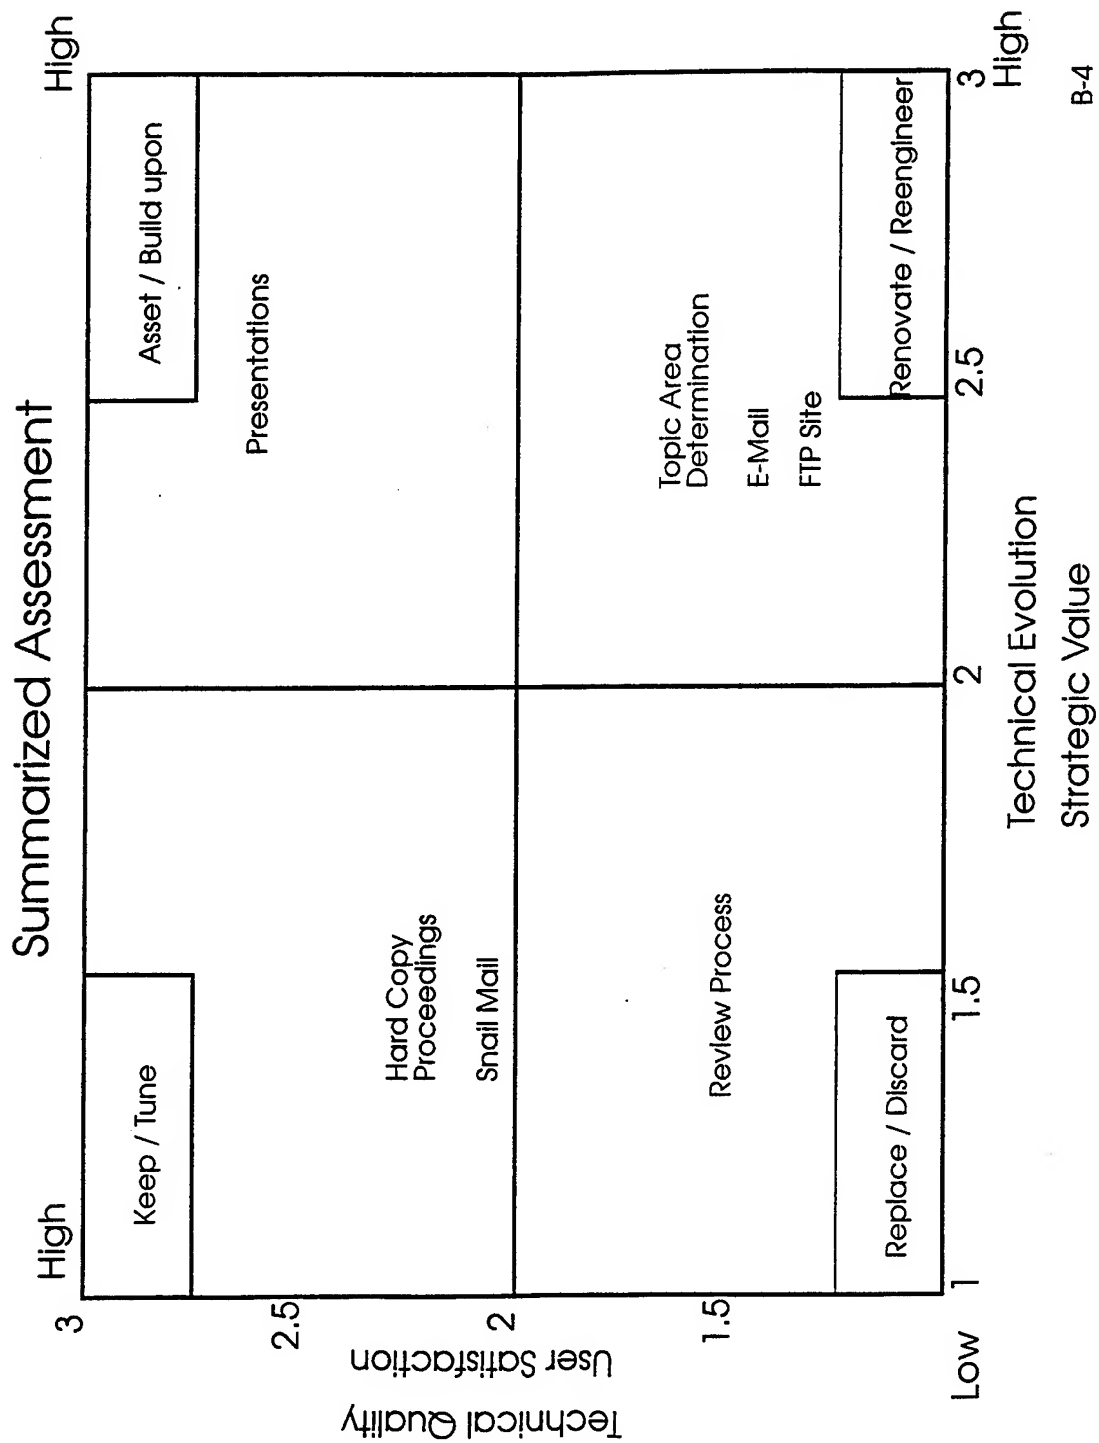 Summarized Assessment
High
High
3
Keep / Tune
Asset / Build upon
Presentations
2.5
Hard Copy
Proceedings
Snail Mail
2
User Satisfaction
Technical Quality
Topic Area
Determination
Review Process
E-Mail
1.5
FTP Site
Replace / Discard
Renovate / Reengineer
Low
1
1.5
2
2.5
3
High
Technical Evolution
Strategic Value
B-4